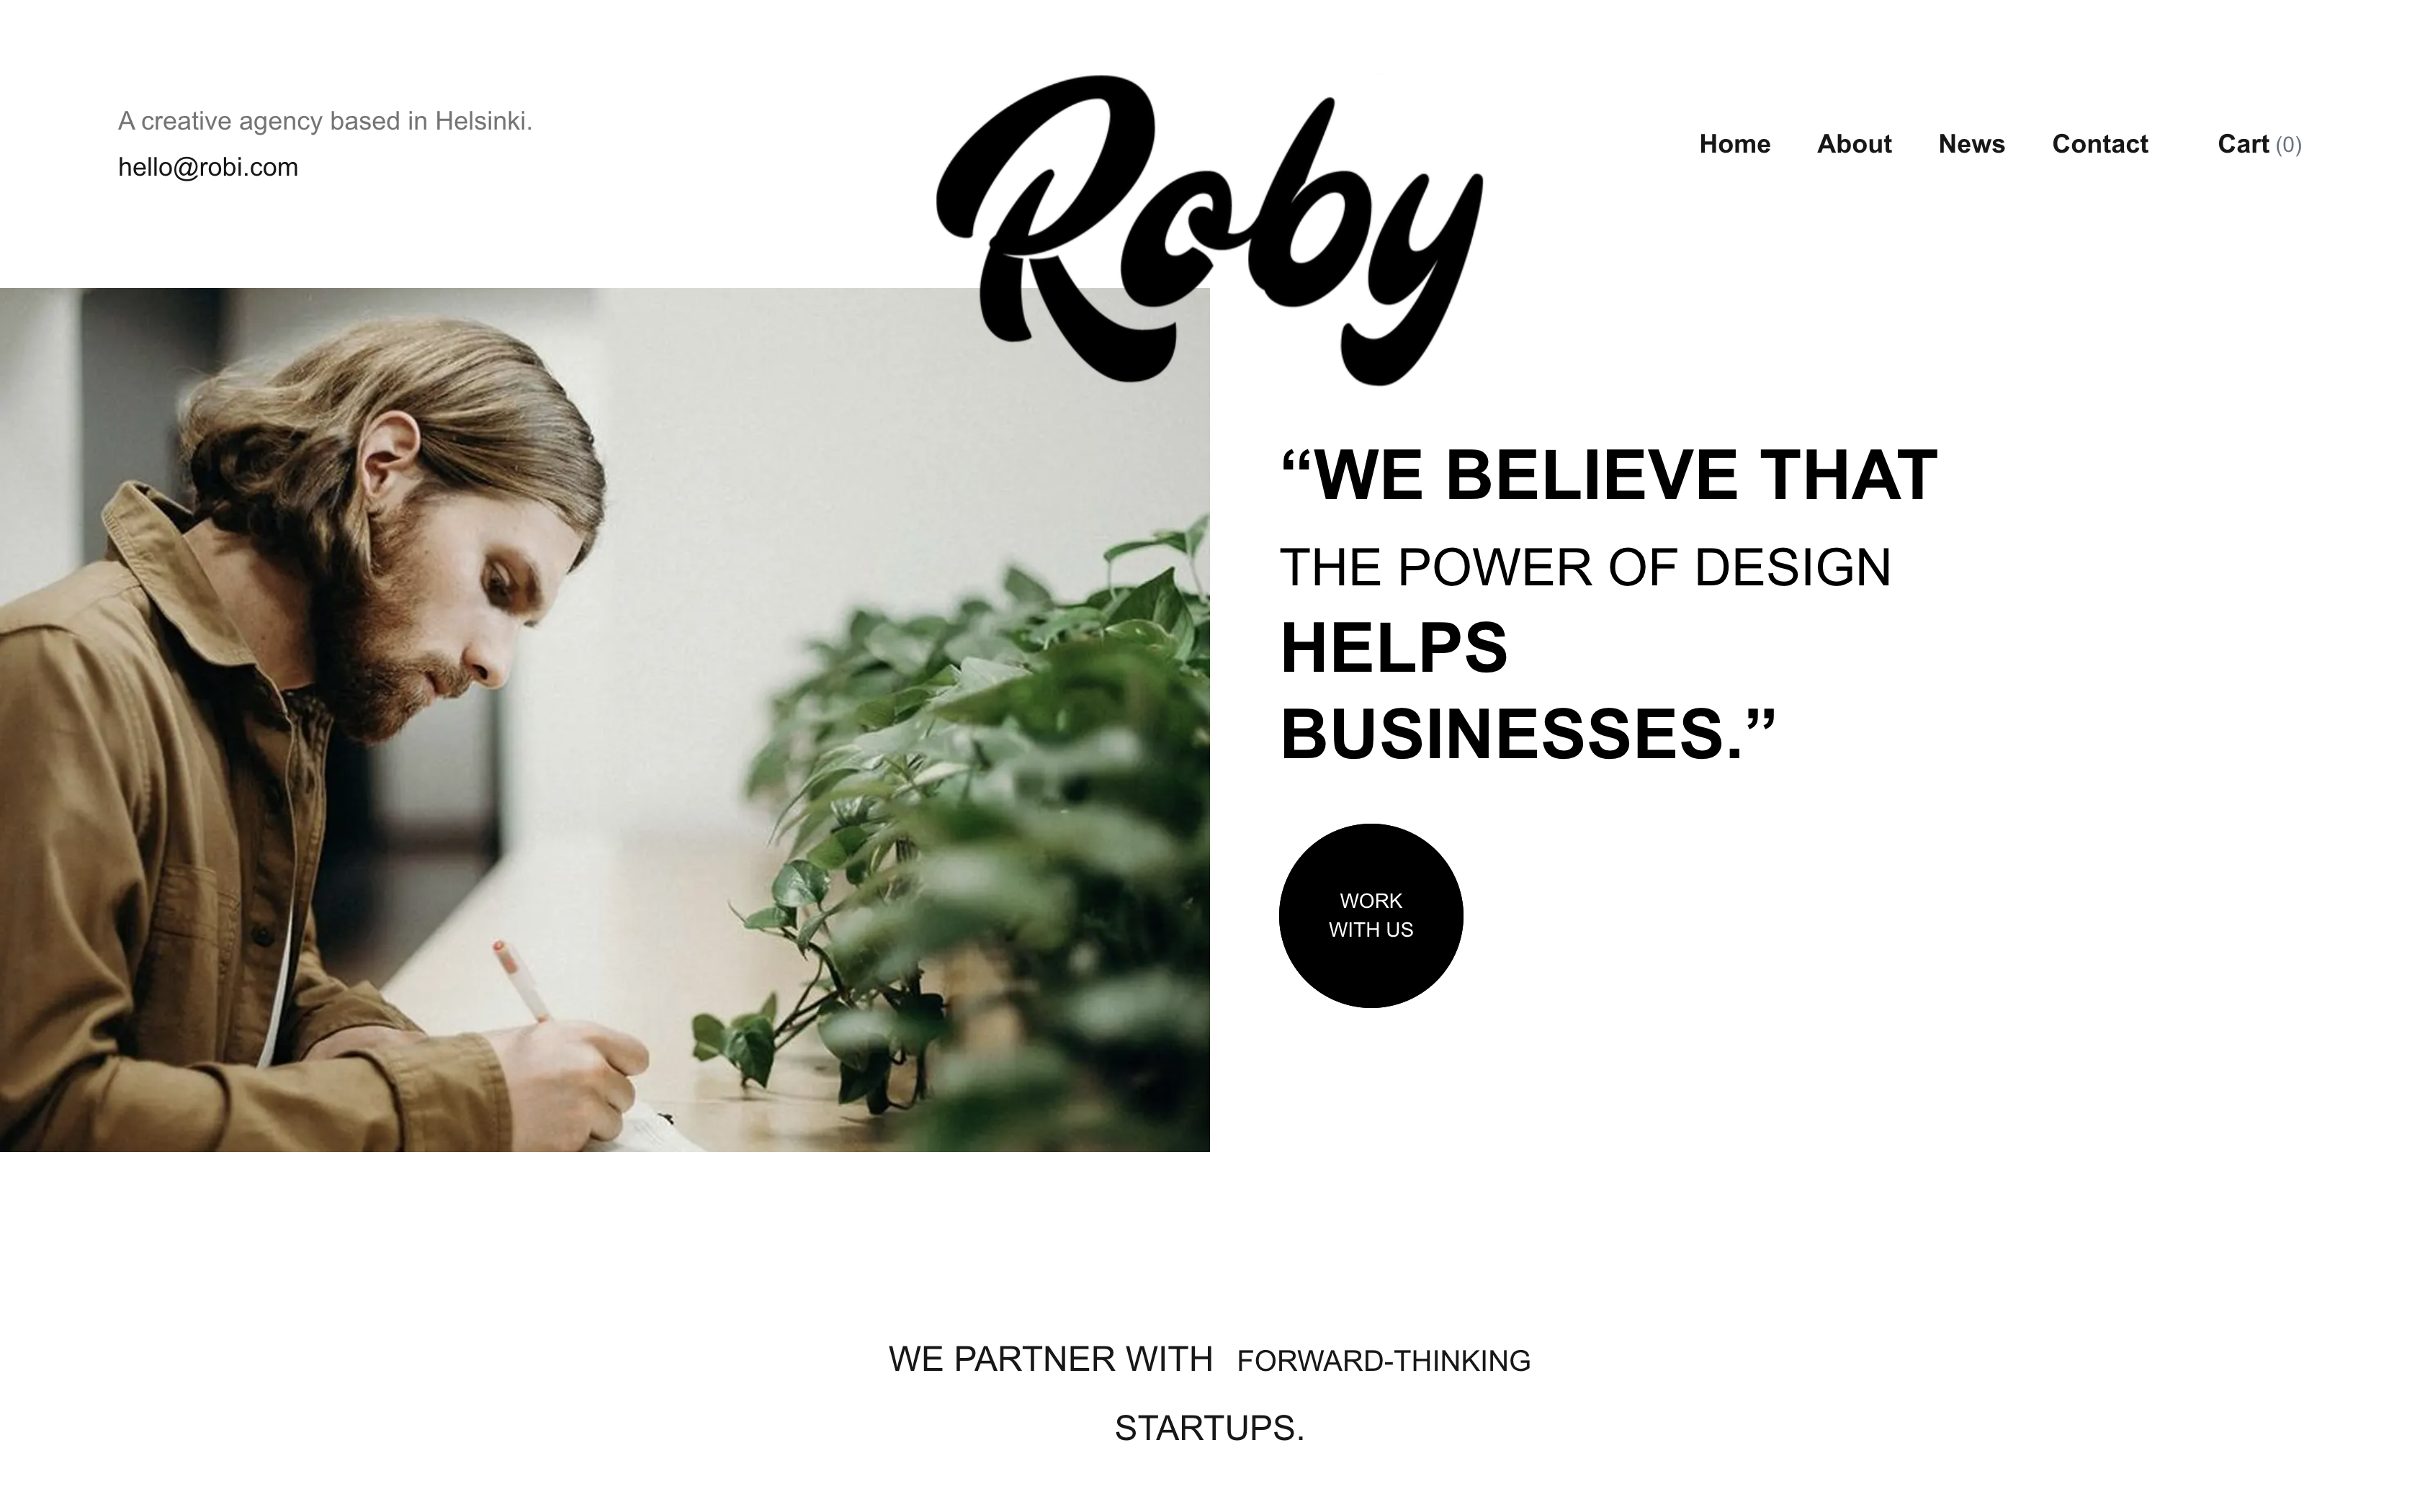 A creative agency based in Helsinki.
hello@robi.com
Roby
Home About News Contact Cart (0)
“WE BELIEVE THAT
THE POWER OF DESIGN
HELPS
BUSINESSES.”
WORK
WITH US
WE PARTNER WITH FORWARD-THINKING
STARTUPS.